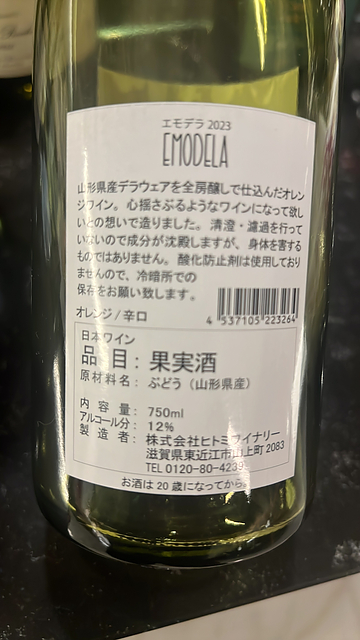 エモデラ 2023
EMODELA
山形県産デラウェアを全房醸しで仕込んだオレン
ジワイン。心揺さぶるようなワインになって欲し
いとの想いで造りました。清澄・濾過を行って
いないので成分が沈殿しますが、身体を害する
ものではありません。酸化防止剤は使用しており
ませんので、冷暗所での
保存をお願い致します。
オレンジ/辛口
4 537105 223264
日本ワイン
品 目：果実酒
原材料名：ぶどう（山形県産）
内 容 量：750ml
アルコール分：12%
製 造 者：株式会社ヒトミワイナリー
滋賀県東近江市山上町2083
TEL 0120-80-4239
お酒は20歳になってから。